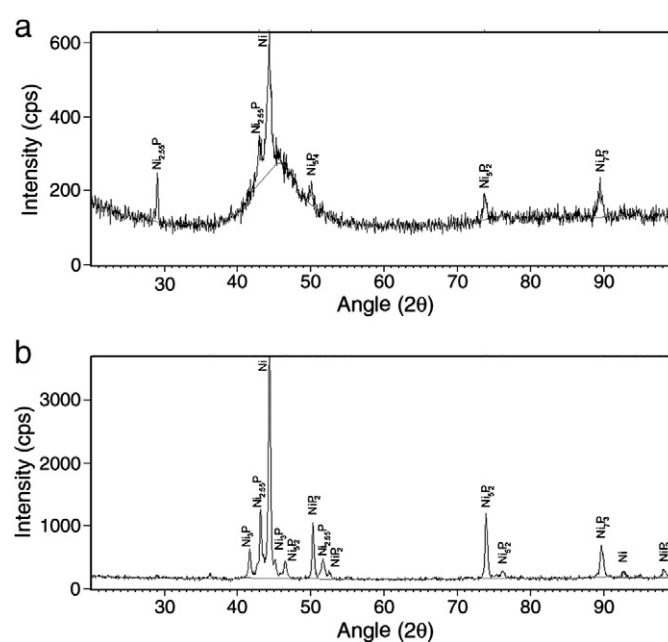 a
600
400
200
0
Intensity (cps)
Ni2.55P
Ni2.55P
Ni
Ni5P4
Ni5P2
Ni7P3
30 40 50 60 70 80 90
Angle (2θ)
b
3000
2000
1000
0
Intensity (cps)
Ni3P
Ni2.55P
Ni
Ni3P
Ni5P2
NiP2
Ni2.55P
NiP2
Ni5P2
Ni5P2
Ni7P3
Ni
30 40 50 60 70 80 90
Angle (2θ)